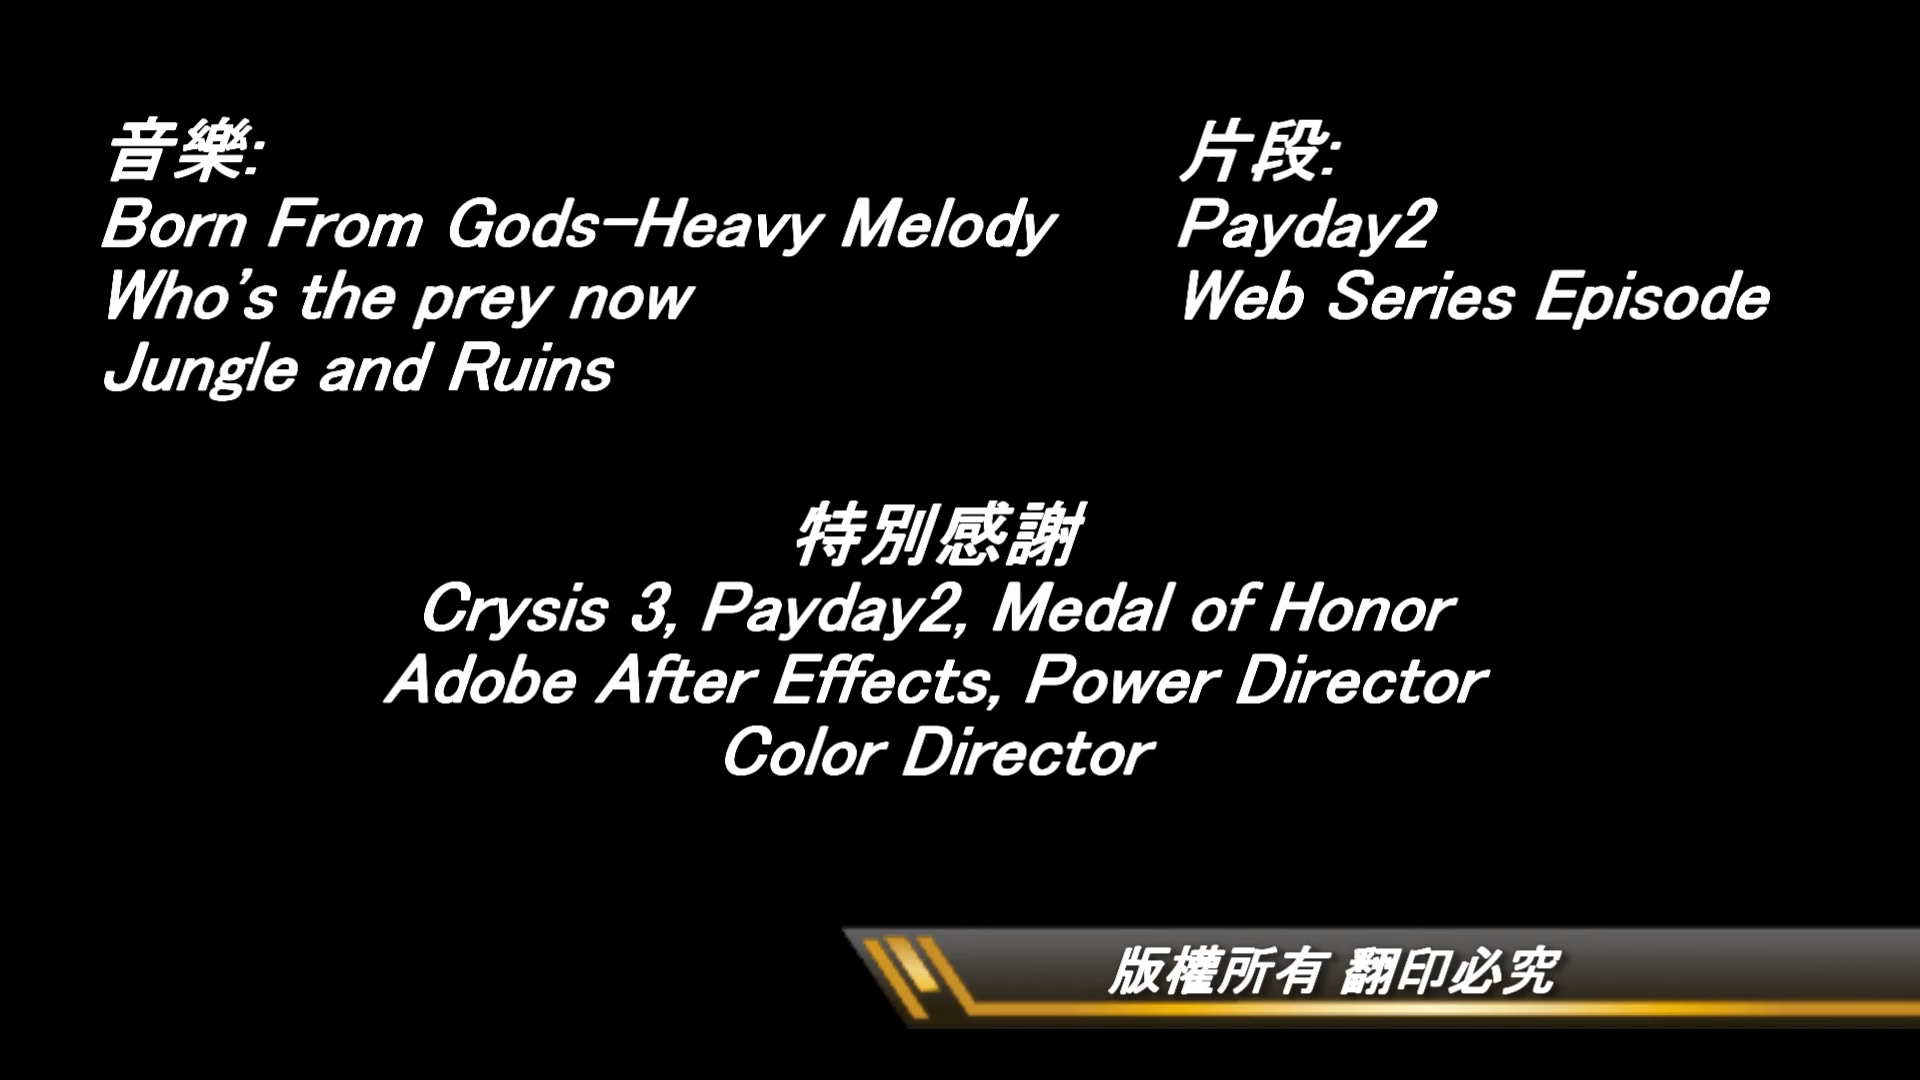 音樂:
Born From Gods-Heavy Melody
Who's the prey now
Jungle and Ruins
片段:
Payday2
Web Series Episode
特別感謝
Crysis 3, Payday2, Medal of Honor
Adobe After Effects, Power Director
Color Director
版權所有 翻印必究